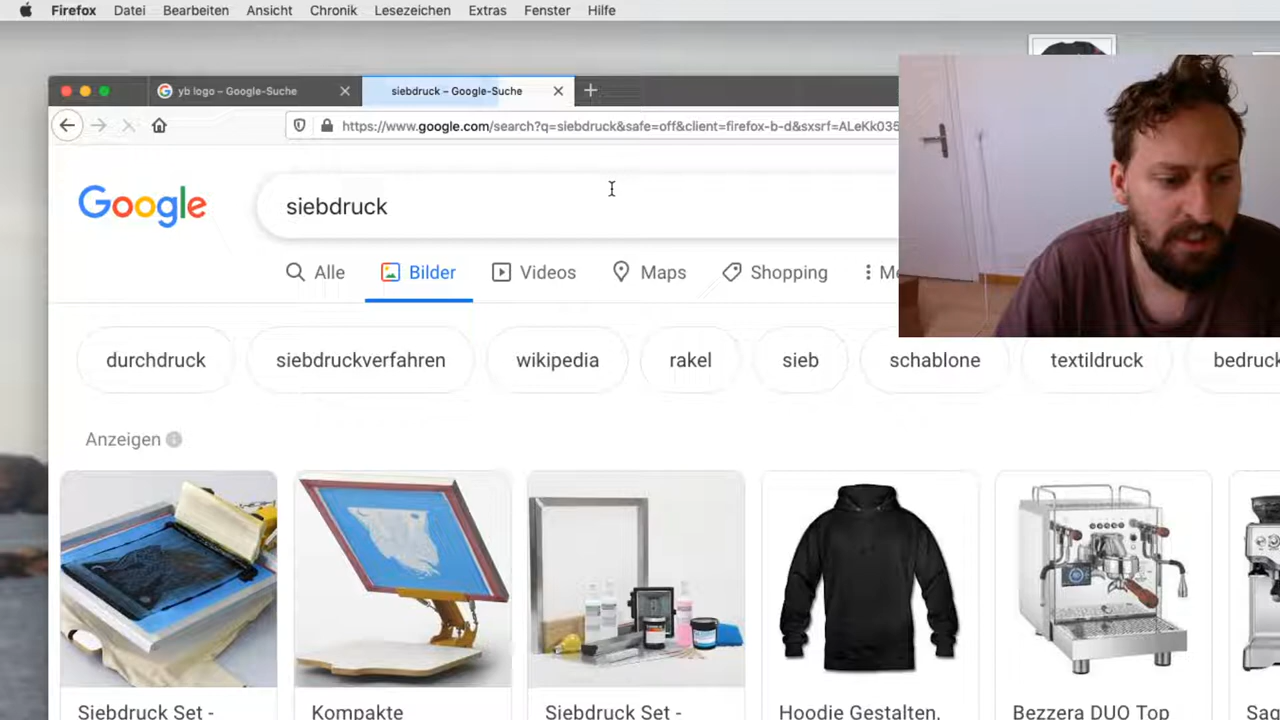 Firefox Datei Bearbeiten Ansicht Chronik Lesezeichen Extras Fenster Hilfe
yb logo – Google-Suche siebdruck – Google-Suche
https://www.google.com/search?q=siebdruck&safe=off&client=firefox-b-d&sxsrf=ALeKk035
Google siebdruck
Alle Bilder Videos Maps Shopping
durchdruck siebdruckverfahren wikipedia rakel sieb schablone textildruck
Anzeigen
Siebdruck Set - Kompakte Siebdruck Set - Hoodie Gestalten, Bezzera DUO Top